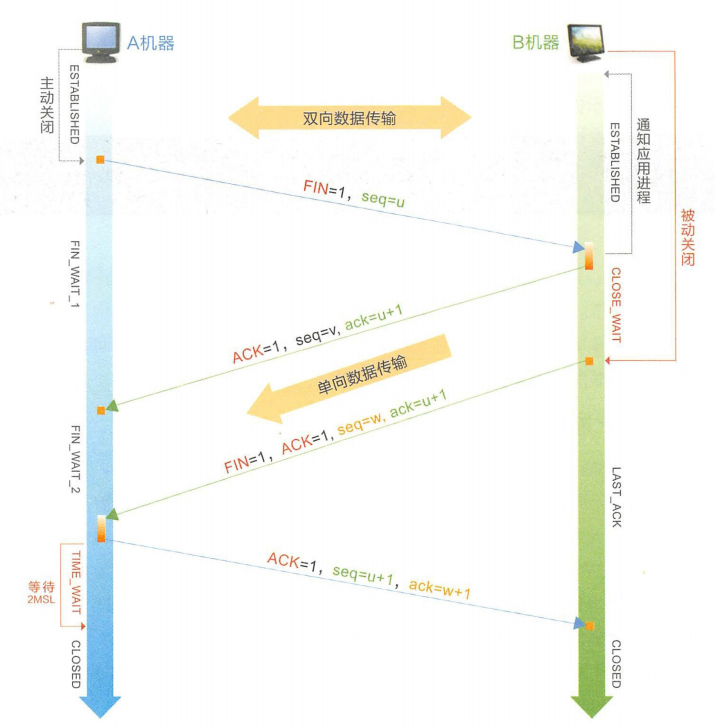 A机器
B机器
主动关闭
ESTABLISHED
双向数据传输
ESTABLISHED
通知应用进程
FIN=1，seq=u
被动关闭
FIN_WAIT_1
CLOSE_WAIT
ACK=1，seq=v, ack=u+1
单向数据传输
FIN=1，ACK=1, seq=w, ack=u+1
FIN_WAIT_2
LAST_ACK
ACK=1，seq=u+1，ack=w+1
等待
2MSL
TIME_WAIT
CLOSED
CLOSED